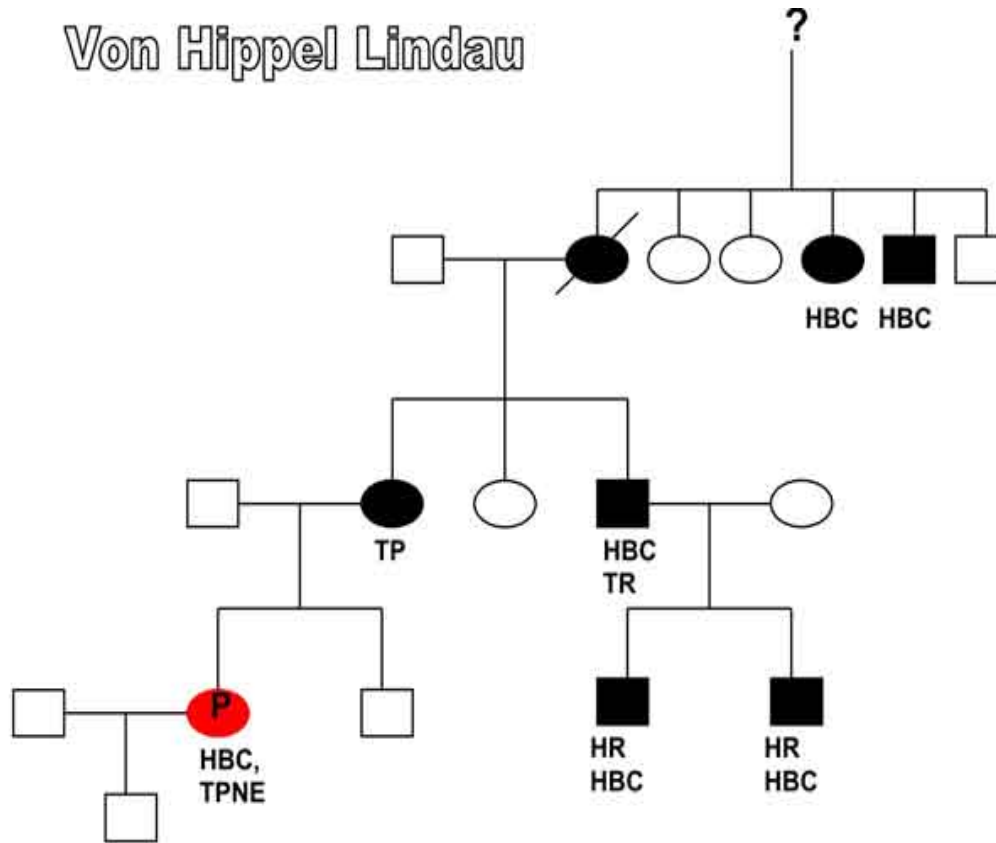 ?
Von Hippel Lindau
HBC HBC
TP
HBC
TR
P
HBC,
TPNE
HR
HBC
HR
HBC